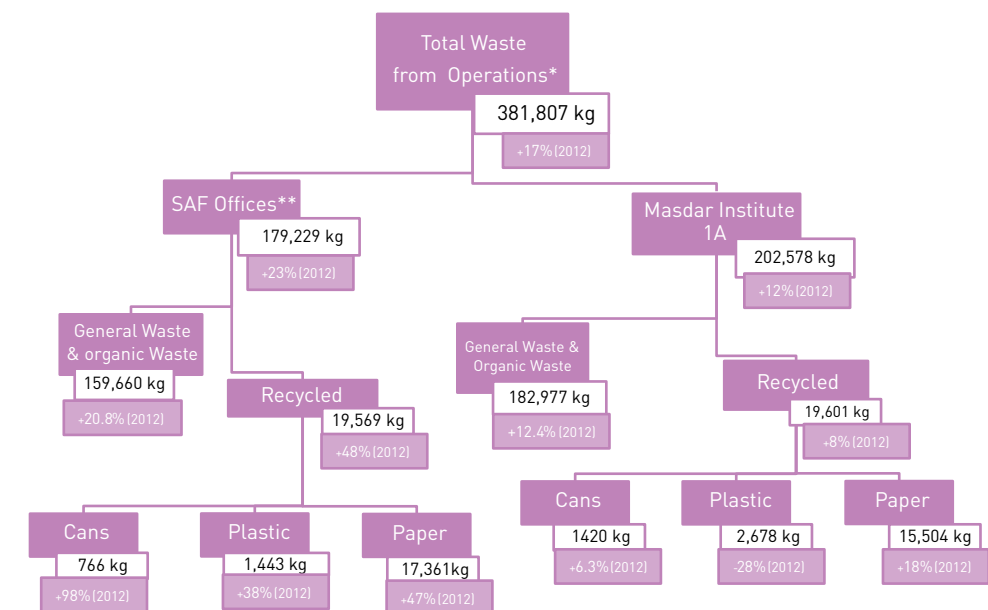 Total Waste
from Operations*
381,807 kg
+17%(2012)
SAF Offices**
179,229 kg
+23%(2012)
Masdar Institute
1A
202,578 kg
+12%(2012)
General Waste
& organic Waste
159,660 kg
+20.8%(2012)
Recycled
19,569 kg
+48%(2012)
General Waste &
Organic Waste
182,977 kg
+12.4%(2012)
Recycled
19,601 kg
+8%(2012)
Cans
766 kg
+98%(2012)
Plastic
1,443 kg
+38%(2012)
Paper
17,361kg
+47%(2012)
Cans
1420 kg
+6.3%(2012)
Plastic
2,678 kg
-28%(2012)
Paper
15,504 kg
+18%(2012)